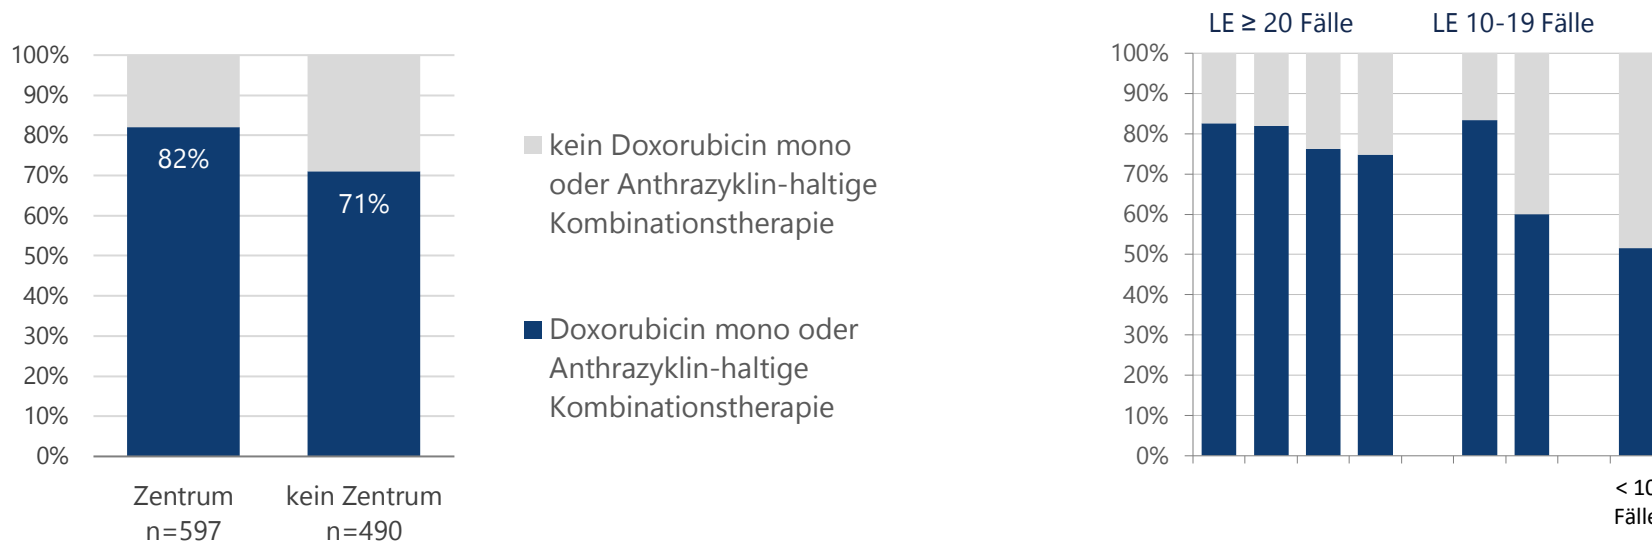 100%
90%
80%
70%
60%
50%
40%
30%
20%
10%
0%
82%
71%
Zentrum
n=597
kein Zentrum
n=490
kein Doxorubicin mono
oder Anthrazyklin-haltige
Kombinationstherapie
Doxorubicin mono oder
Anthrazyklin-haltige
Kombinationstherapie
LE ≥ 20 Fälle
LE 10-19 Fälle
100%
90%
80%
70%
60%
50%
40%
30%
20%
10%
0%
< 10
Fälle